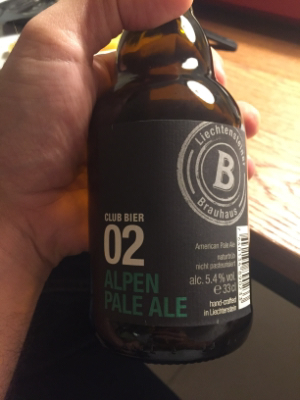 Liechtensteiner
B
Brauhaus
CLUB BIER
02
ALPEN
PALE ALE
American Pale Ale
naturtrüb
nicht pasteurisiert
alc. 5.4% vol.
e 33cl
hand-crafted
in Liechtenstein